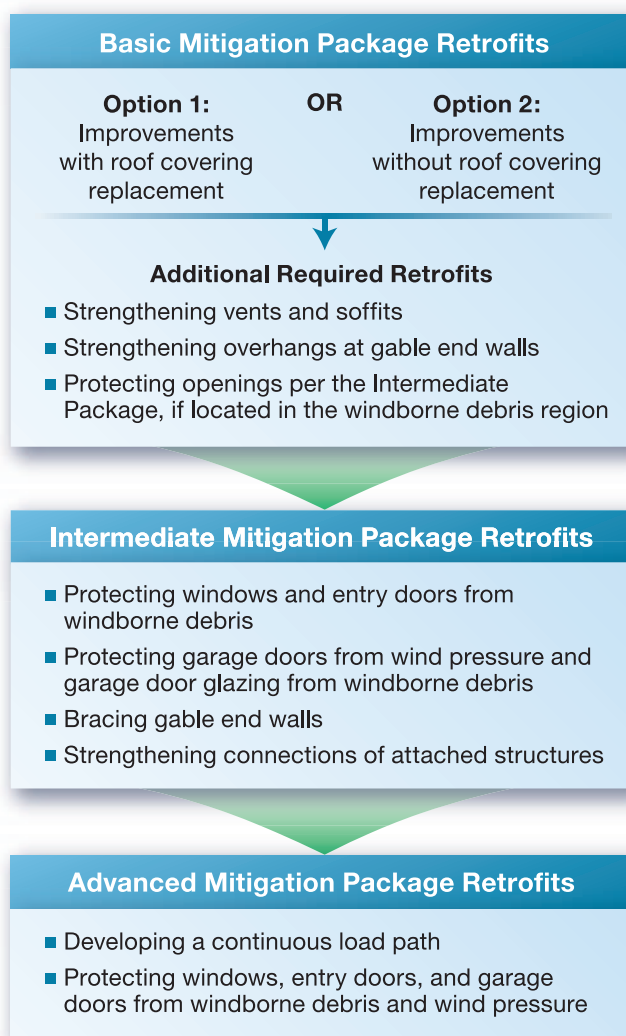 Basic Mitigation Package Retrofits
Option 1:
Improvements
with roof covering
replacement
OR
Option 2:
Improvements
without roof covering
replacement
Additional Required Retrofits
■ Strengthening vents and soffits
■ Strengthening overhangs at gable end walls
■ Protecting openings per the Intermediate
Package, if located in the windborne debris region
Intermediate Mitigation Package Retrofits
■ Protecting windows and entry doors from
windborne debris
■ Protecting garage doors from wind pressure and
garage door glazing from windborne debris
■ Bracing gable end walls
■ Strengthening connections of attached structures
Advanced Mitigation Package Retrofits
■ Developing a continuous load path
■ Protecting windows, entry doors, and garage
doors from windborne debris and wind pressure